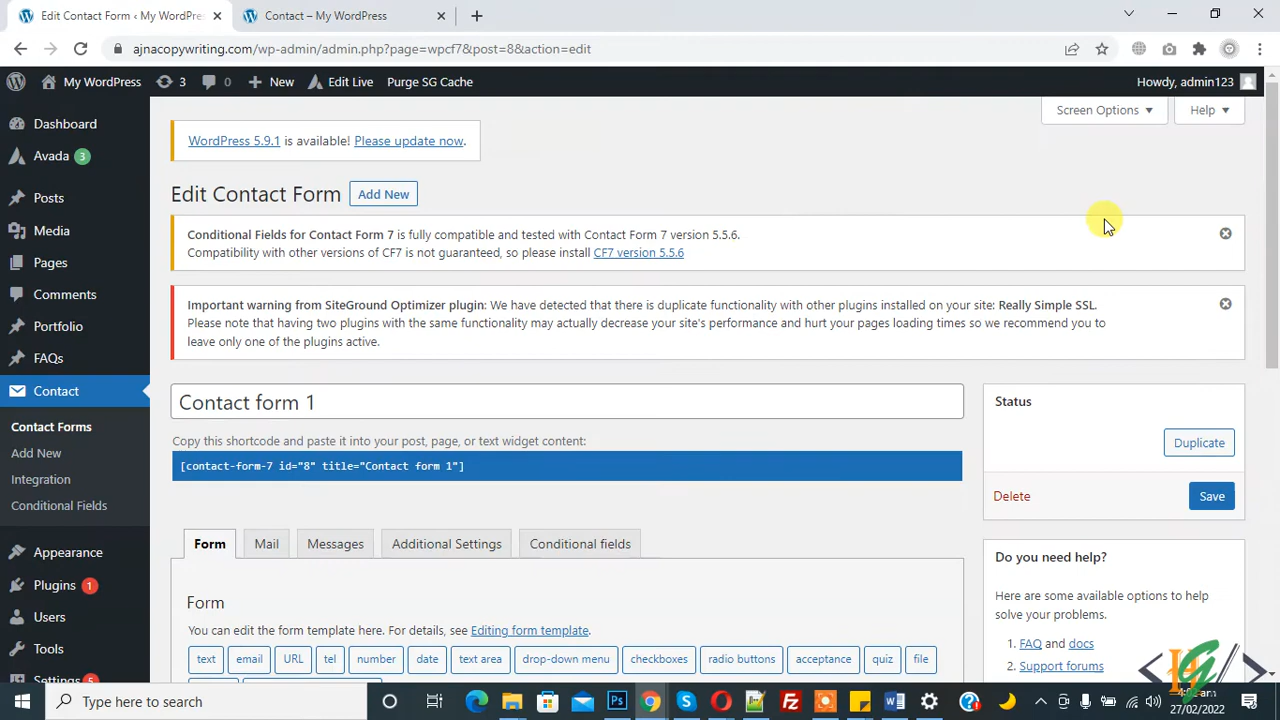 Edit Contact Form ‹ My WordPre
Contact – My WordPress
ajnacopywriting.com/wp-admin/admin.php?page=wpcf7&post=8&action=edit
My WordPress
3
0
New
Edit Live
Purge SG Cache
Howdy, admin123
Screen Options
Help
Dashboard
Avada 3
Posts
Media
Pages
Comments
Portfolio
FAQs
Contact
Contact Forms
Add New
Integration
Conditional Fields
Appearance
Plugins 1
Users
Tools
Settings
WordPress 5.9.1 is available! Please update now.
Edit Contact Form Add New
Conditional Fields for Contact Form 7 is fully compatible and tested with Contact Form 7 version 5.5.6.
Compatibility with other versions of CF7 is not guaranteed, so please install CF7 version 5.5.6
Important warning from SiteGround Optimizer plugin: We have detected that there is duplicate functionality with other plugins installed on your site: Really Simple SSL.
Please note that having two plugins with the same functionality may actually decrease your site's performance and hurt your pages loading times so we recommend you to
leave only one of the plugins active.
Contact form 1
Copy this shortcode and paste it into your post, page, or text widget content:
[contact-form-7 id="8" title="Contact form 1"]
Form
Mail
Messages
Additional Settings
Conditional fields
Form
You can edit the form template here. For details, see Editing form template.
text
email
URL
tel
number
date
text area
drop-down menu
checkboxes
radio buttons
acceptance
quiz
file
Status
Duplicate
Delete
Save
Do you need help?
Here are some available options to help
solve your problems.
1. FAQ and docs
2. Support forums
Type here to search
27/02/2022